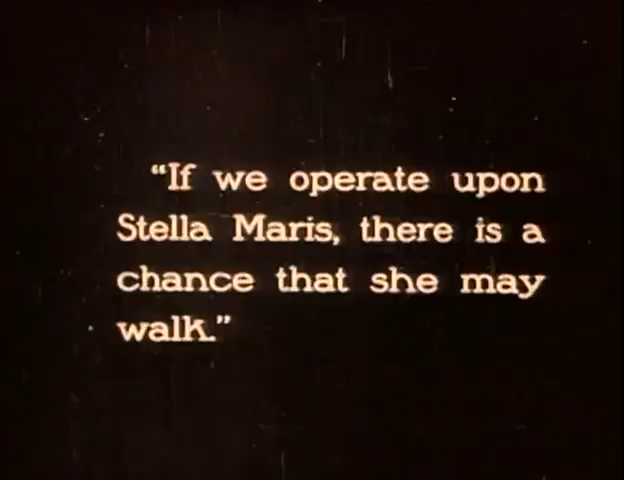 “If we operate upon
Stella Maris, there is a
chance that she may
walk.”